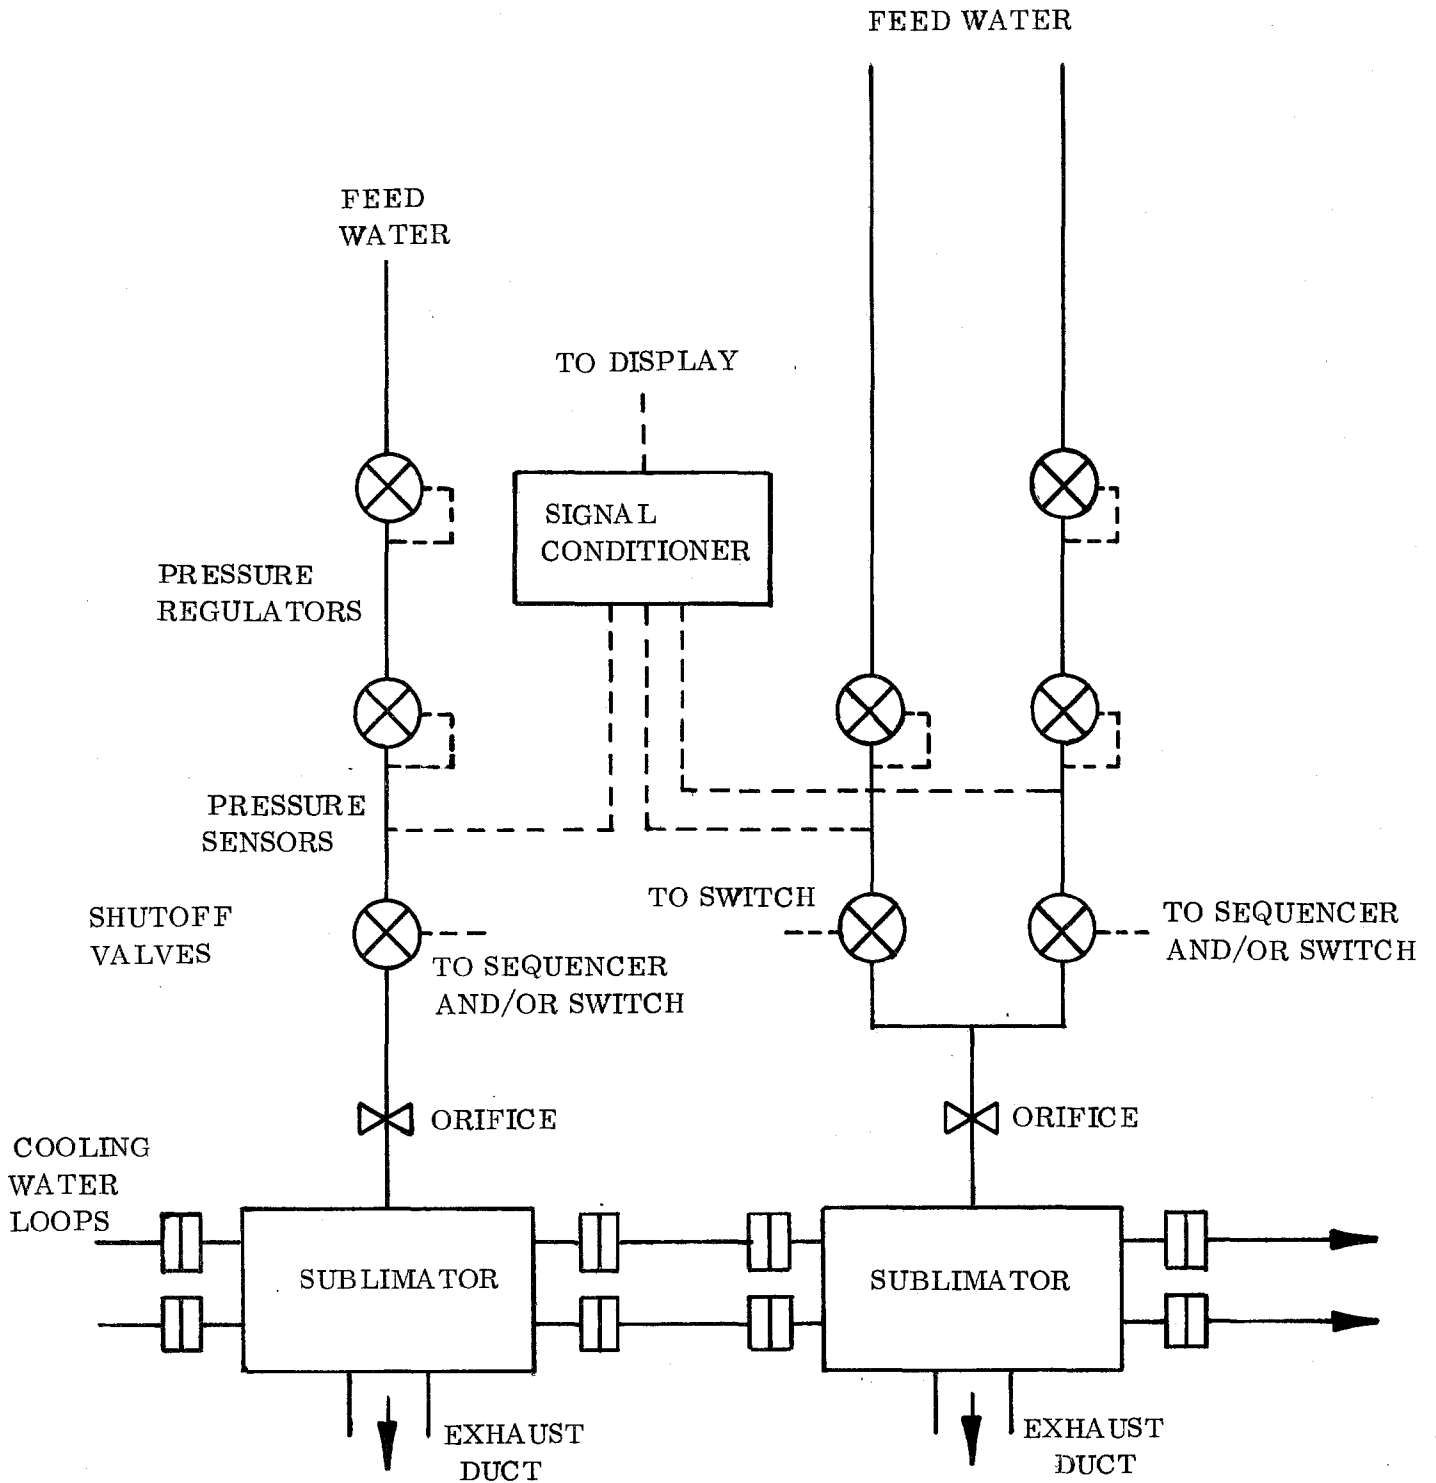 FEED WATER
FEED
WATER
TO DISPLAY
SIGNAL
CONDITIONER
PRESSURE
REGULATORS
PRESSURE
SENSORS
TO SWITCH
SHUTOFF
VALVES
TO SEQUENCER
AND/OR SWITCH
TO SEQUENCER
AND/OR SWITCH
ORIFICE
ORIFICE
COOLING
WATER
LOOPS
SUBLIMATOR
SUBLIMATOR
EXHAUST
DUCT
EXHAUST
DUCT